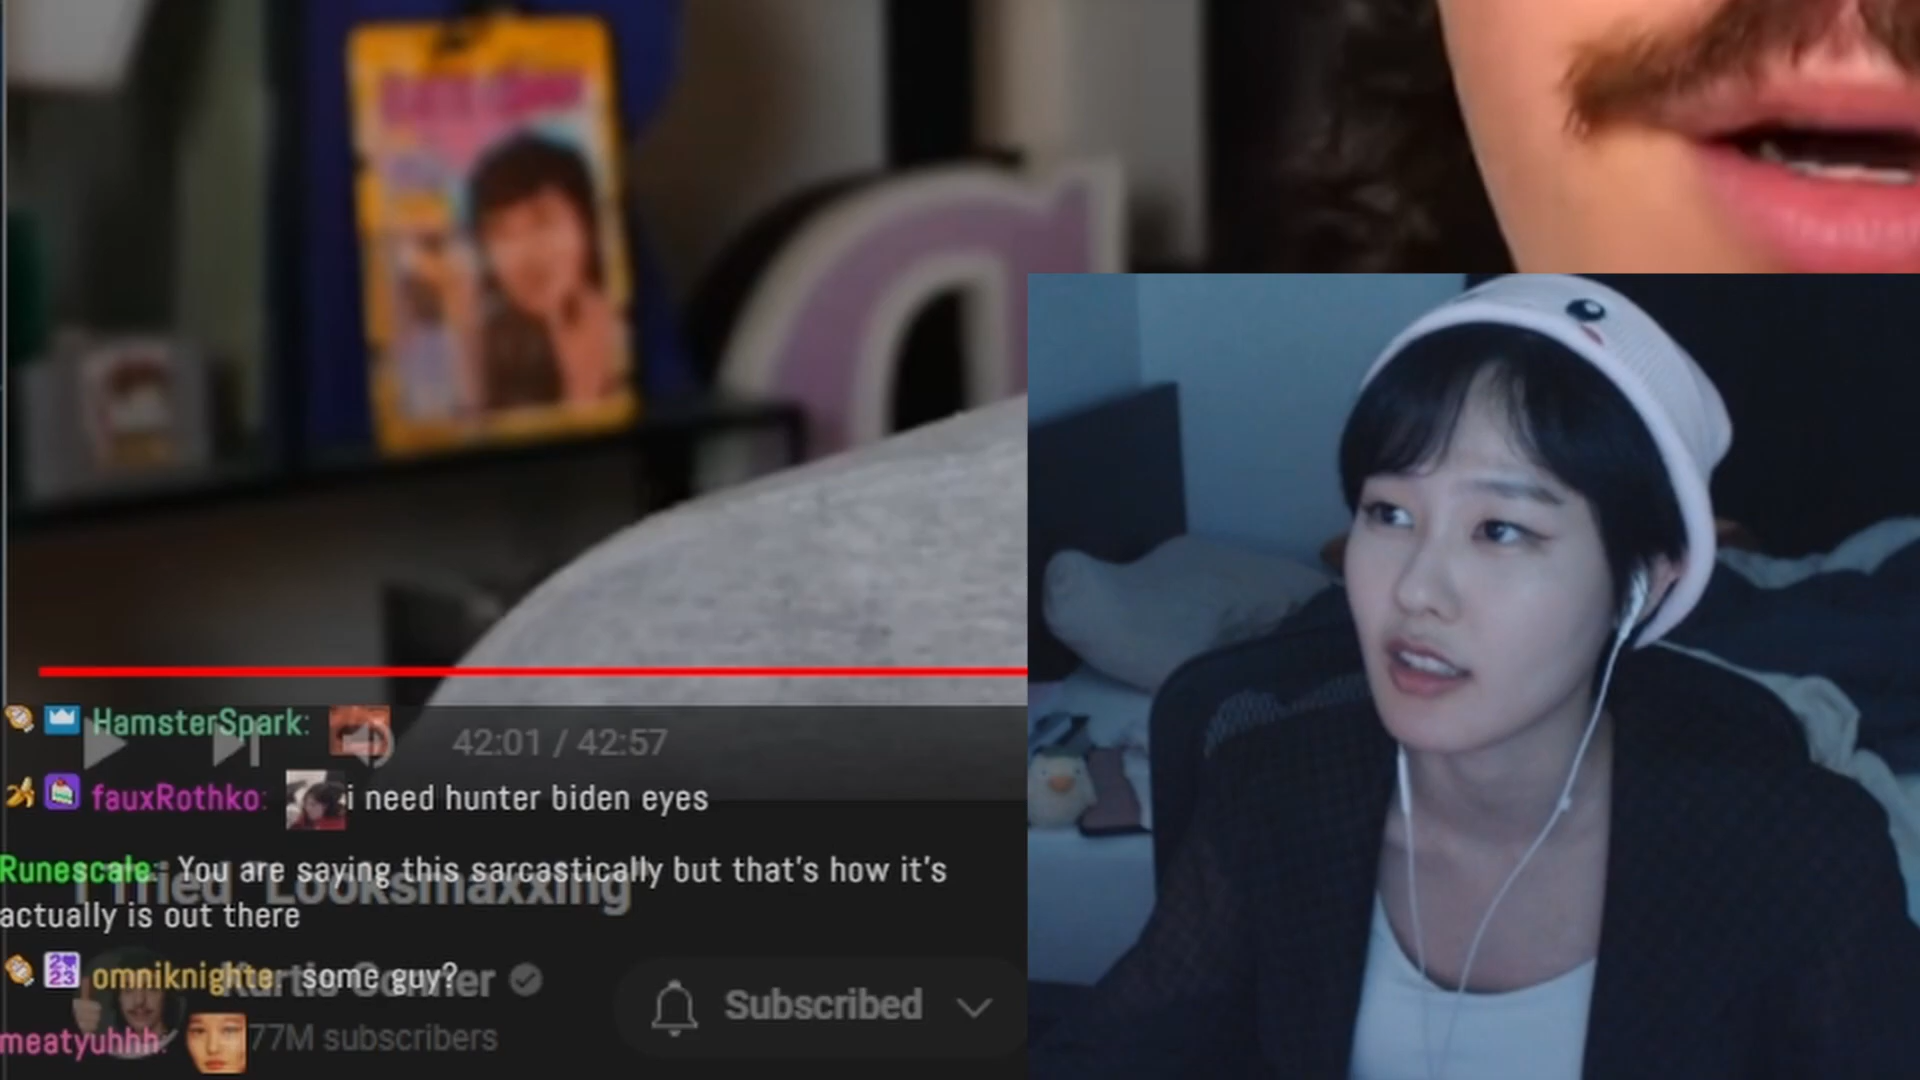 HamsterSpark:
42:01 / 42:57
fauxRothko: i need hunter biden eyes
Runescale: You are saying this sarcastically but that's how it's
actually is out there
I Tried "Looksmaxxing
omniknights: some guy?
Kurtis Conner
Subscribed
meatyuhhh:
77M subscribers